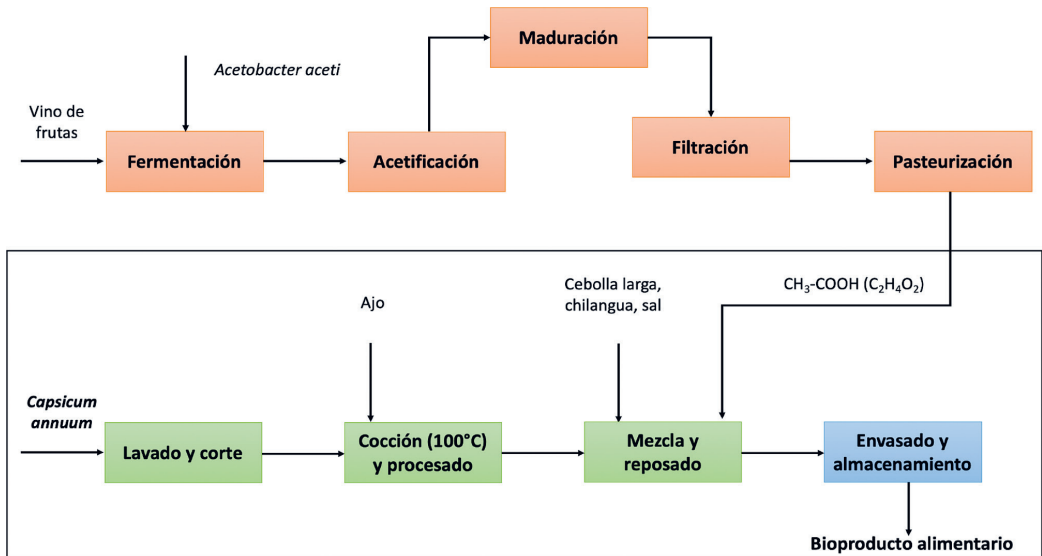 Maduración
Acetobacter aceti
Vino de
frutas
Fermentación
Acetificación
Filtración
Pasteurización
Cebolla larga,
chilangua, sal
CH₃-COOH (C₂H₄O₂)
Ajo
Capsicum
annuum
Lavado y corte
Cocción (100°C)
y procesado
Mezcla y
reposado
Envasado y
almacenamiento
Bioproducto alimentario